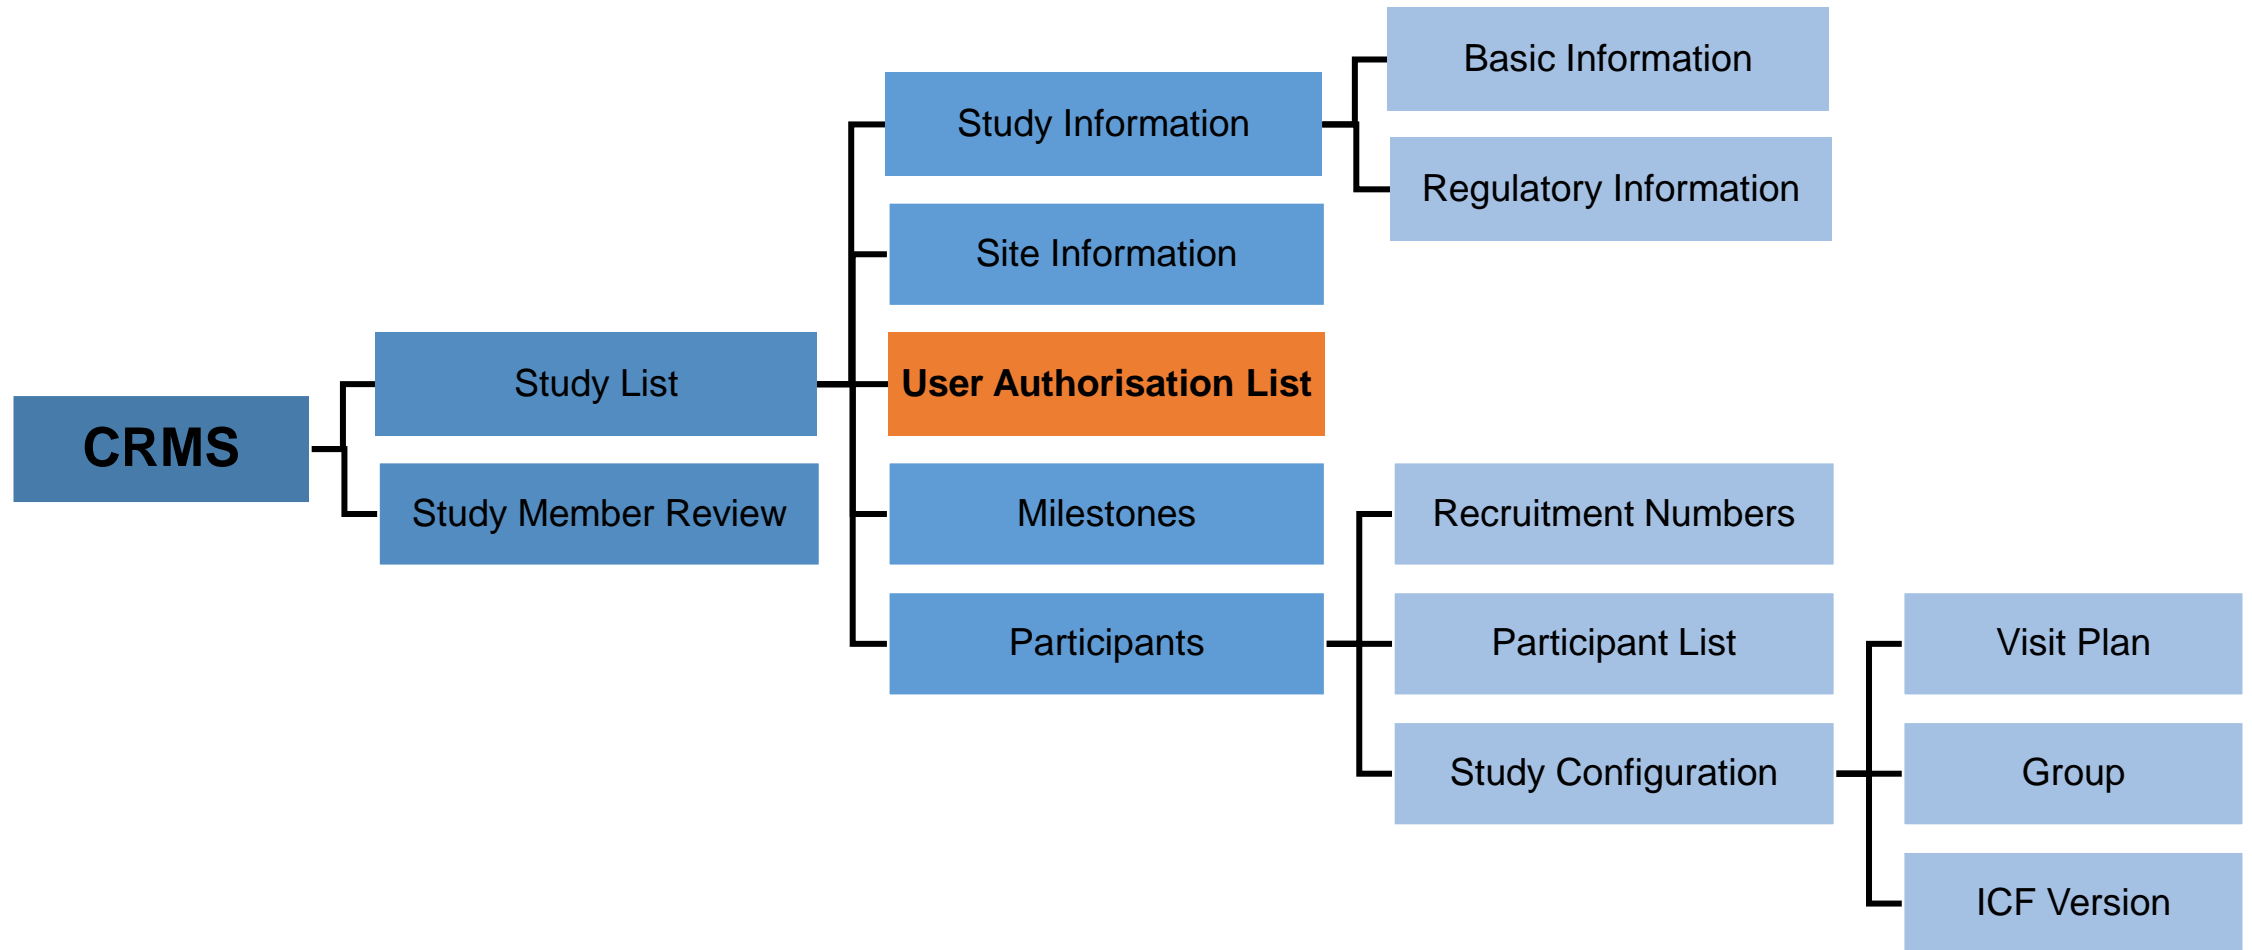 CRMS
Study List
Study Member Review
Study Information
Site Information
User Authorisation List
Milestones
Participants
Basic Information
Regulatory Information
Recruitment Numbers
Participant List
Study Configuration
Visit Plan
Group
ICF Version